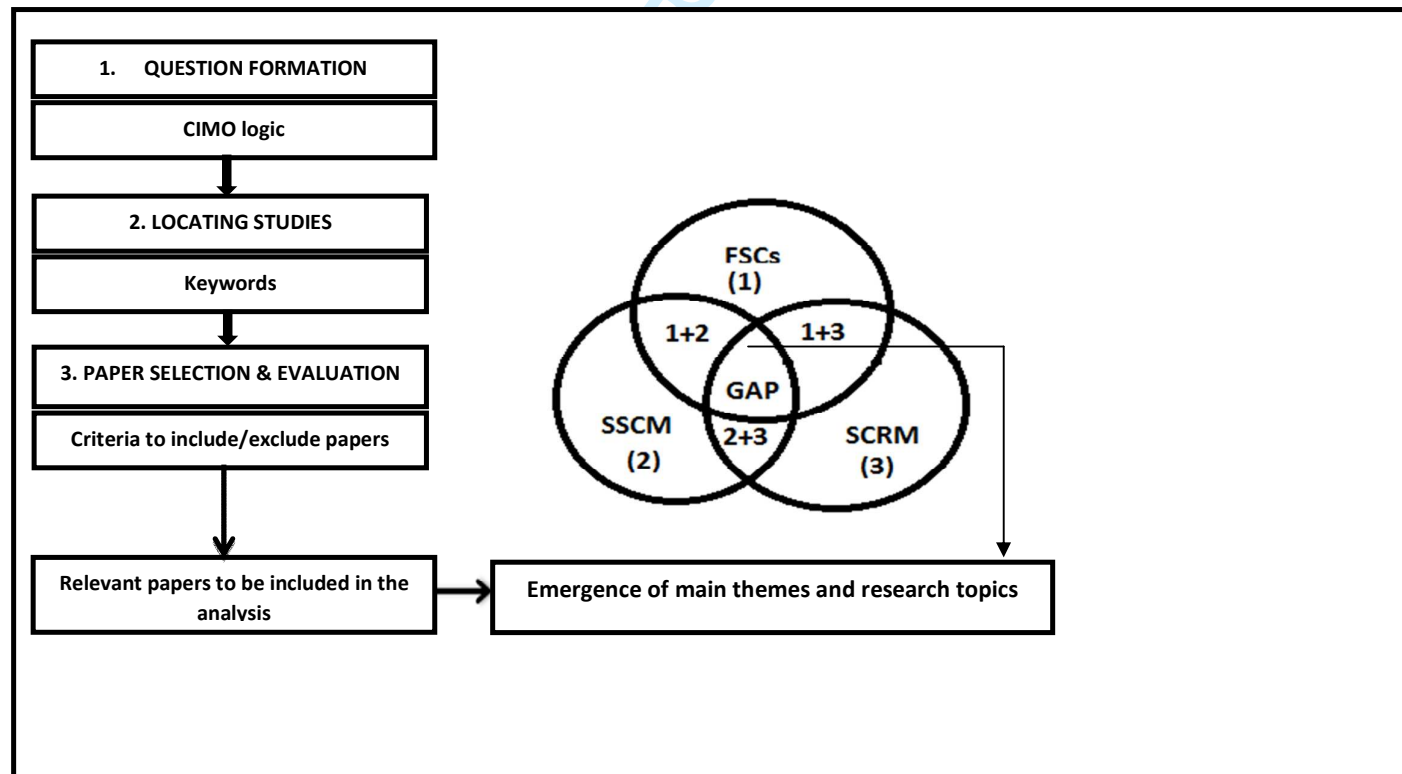 1. QUESTION FORMATION
CIMO logic
2. LOCATING STUDIES
Keywords
3. PAPER SELECTION & EVALUATION
Criteria to include/exclude papers
Relevant papers to be included in the
analysis
FSCs
(1)
1+2
1+3
GAP
SSCM
(2)
2+3
SCRM
(3)
Emergence of main themes and research topics